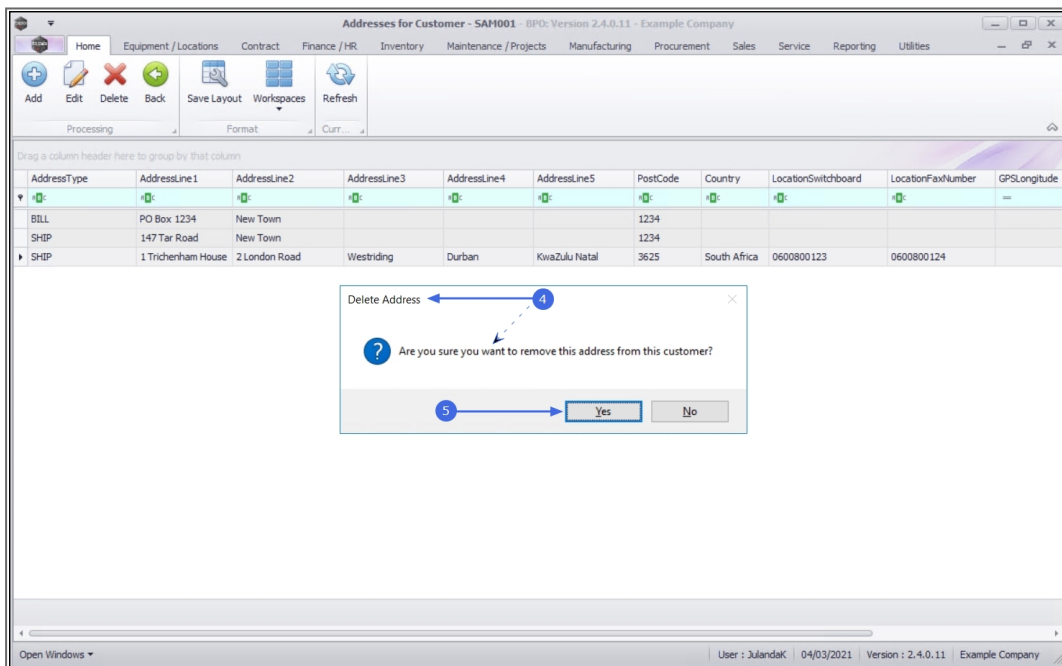 Addresses for Customer - SAM001 - BPO: Version 2.4.0.11 - Example Company
Home Equipment / Locations Contract Finance / HR Inventory Maintenance / Projects Manufacturing Procurement Sales Service Reporting Utilities
Add Edit Delete Back Save Layout Workspaces Refresh
Processing Format Curr...
Drag a column header here to group by that column
AddressType AddressLine1 AddressLine2 AddressLine3 AddressLine4 AddressLine5 PostCode Country LocationSwitchboard LocationFaxNumber GPSLongitude
BILL PO Box 1234 New Town 1234
SHIP 147 Tar Road New Town 1234
SHIP 1 Trichenham House 2 London Road Westriding Durban KwaZulu Natal 3625 South Africa 0600800123 0600800124
Delete Address 4
Are you sure you want to remove this address from this customer?
5 Yes No
Open Windows User : JulandaK 04/03/2021 Version : 2.4.0.11 Example Company